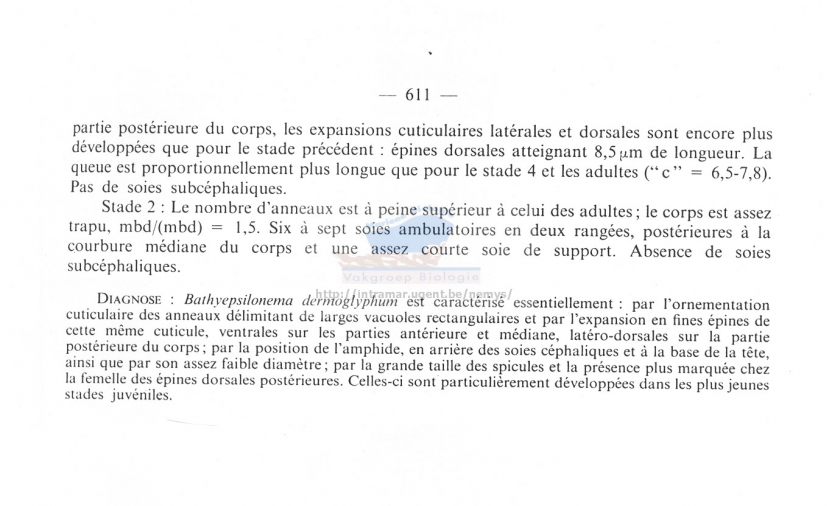 — 611 —
partie postérieure du corps, les expansions cuticulaires latérales et dorsales sont encore plus
développées que pour le stade précédent : épines dorsales atteignant 8,5 µm de longueur. La
queue est proportionnellement plus longue que pour le stade 4 et les adultes (“ c ” = 6,5-7,8).
Pas de soies subcéphaliques.
Stade 2 : Le nombre d’anneaux est à peine supérieur à celui des adultes ; le corps est assez
trapu, mbd/(mbd) = 1,5. Six à sept soies ambulatoires en deux rangées, postérieures à la
courbure médiane du corps et une assez courte soie de support. Absence de soies
subcéphaliques.
Vakgroep Biologie
http://intramar.ugent.be/nemys/
DIAGNOSE : Bathyepsilonema dermoglyphum est caractérisé essentiellement : par l’ornementation
cuticulaire des anneaux délimitant de larges vacuoles rectangulaires et par l’expansion en fines épines de
cette même cuticule, ventrales sur les parties antérieure et médiane, latéro-dorsales sur la partie
postérieure du corps ; par la position de l’amphide, en arrière des soies céphaliques et à la base de la tête,
ainsi que par son assez faible diamètre ; par la grande taille des spicules et la présence plus marquée chez
la femelle des épines dorsales postérieures. Celles-ci sont particulièrement développées dans les plus jeunes
stades juvéniles.